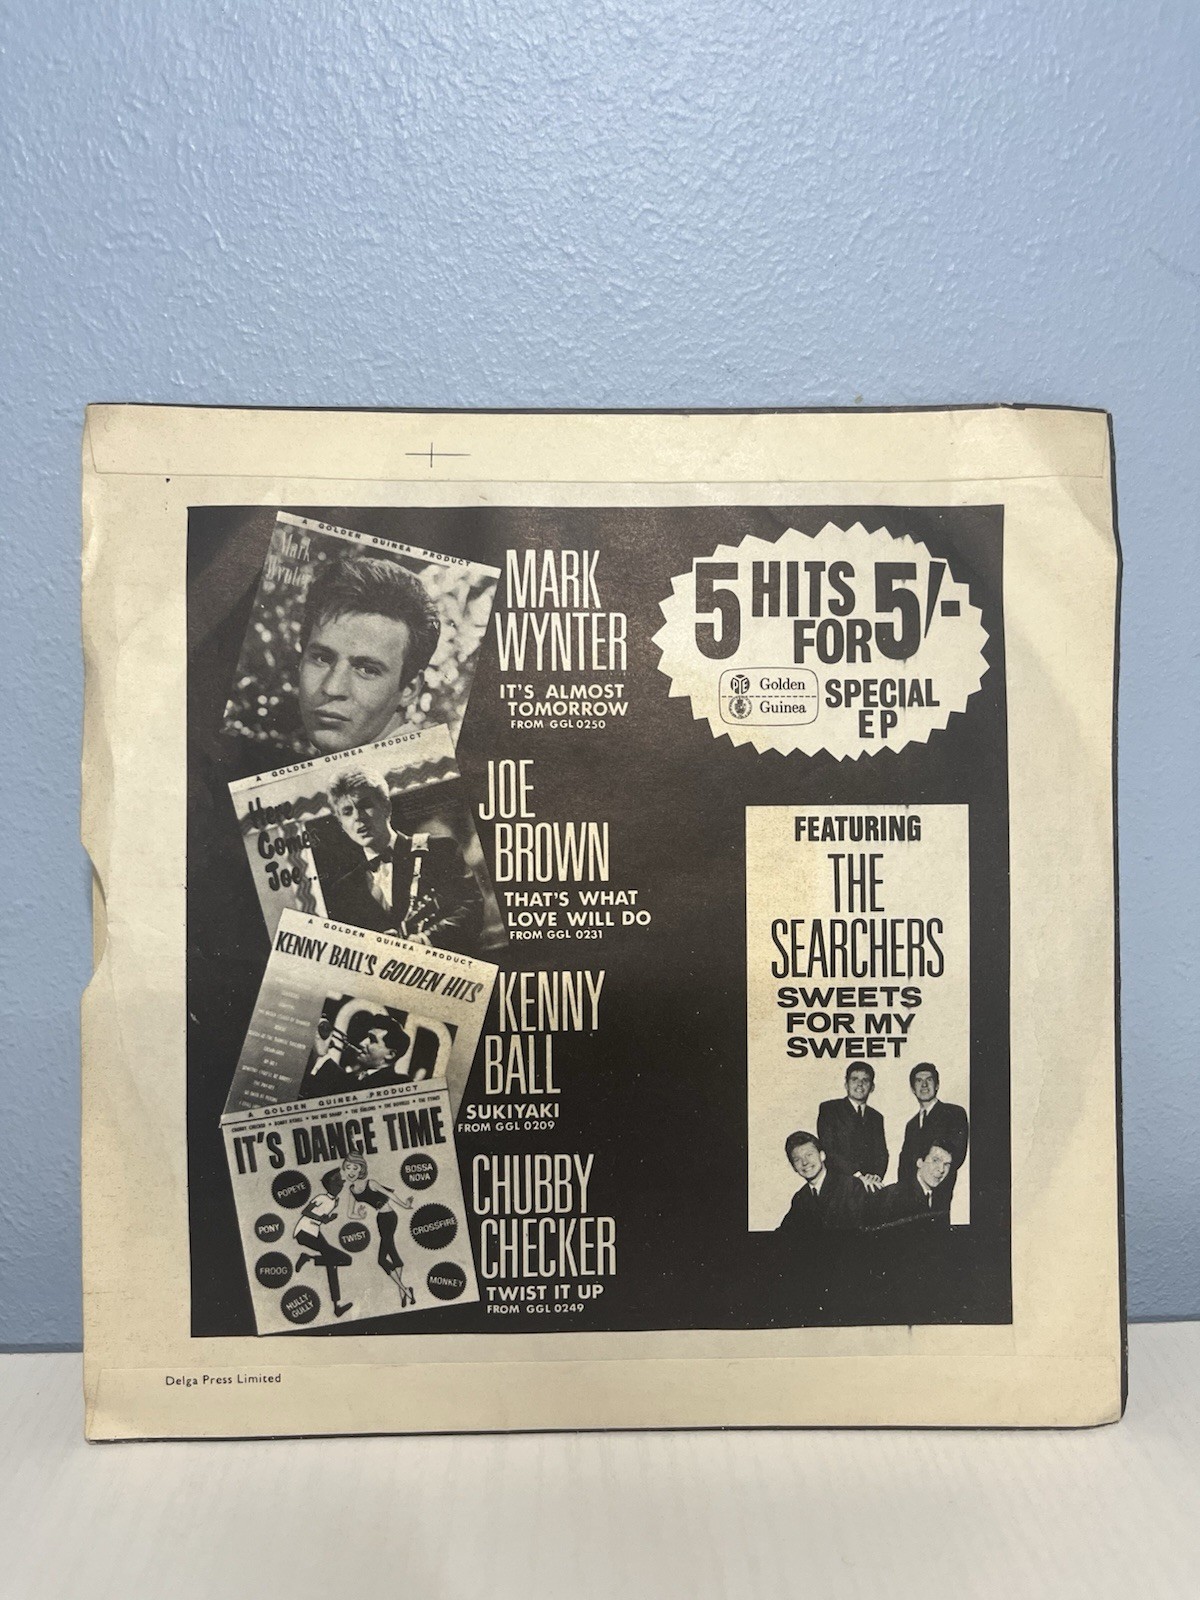 A GOLDEN GUINEA PRODUCT
Mark
Wynter
MARK
WYNTER
IT'S ALMOST
TOMORROW
FROM GGL 0250
5 HITS
FOR 5/-
PYE
Golden
Guinea
SPECIAL
EP
A GOLDEN GUINEA PRODUCT
Here
Comes
Joe...
JOE
BROWN
THAT'S WHAT
LOVE WILL DO
FROM GGL 0231
A GOLDEN GUINEA PRODUCT
KENNY BALL'S GOLDEN HITS
KENNY
BALL
SUKIYAKI
FROM GGL 0209
A GOLDEN GUINEA PRODUCT
IT'S DANCE TIME
POPEYE
BOSSA
NOVA
PONY
TWIST
CROSSFIRE
FROOG
MONKEY
HULLY-
GULLY
CHUBBY
CHECKER
TWIST IT UP
FROM GGL 0249
FEATURING
THE
SEARCHERS
SWEETS
FOR MY
SWEET
Delga Press Limited